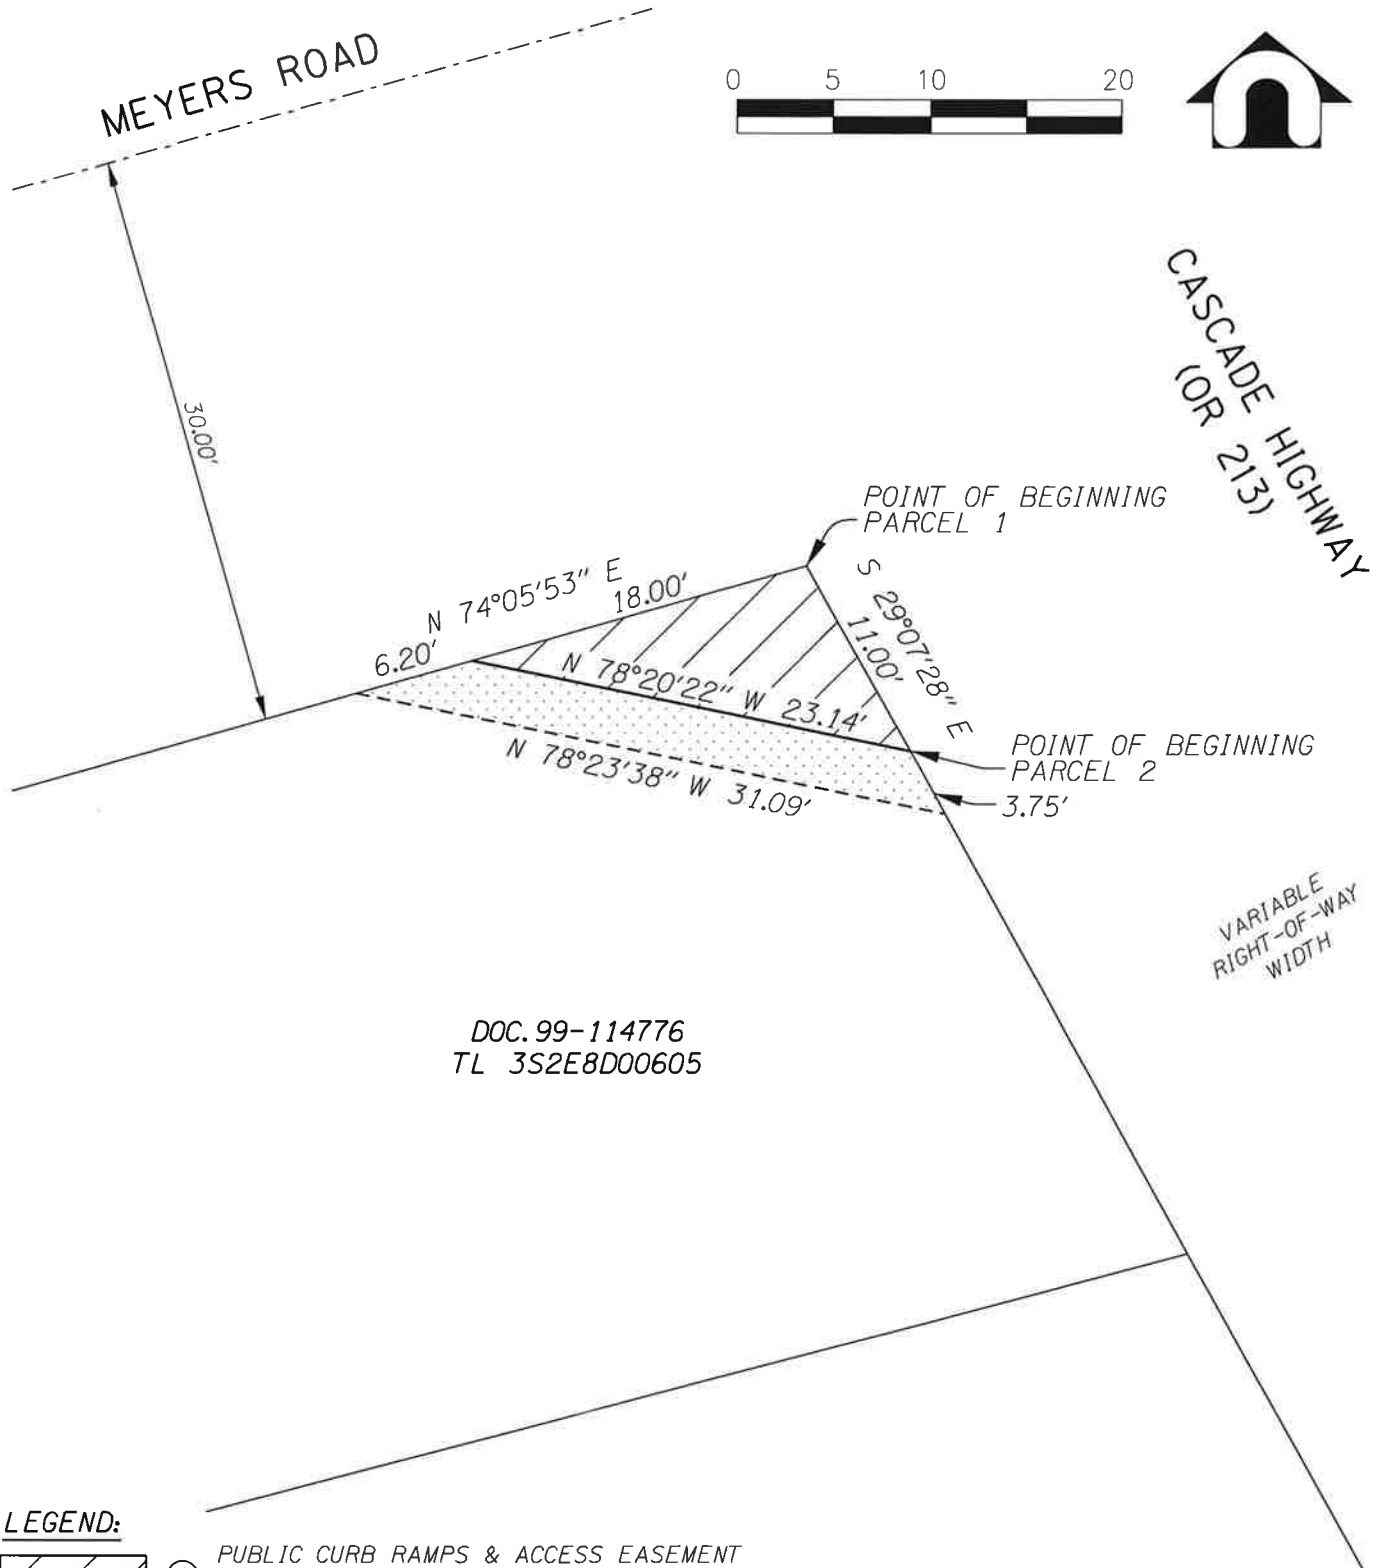 MEYERS ROAD
0 5 10 20
CASCADE HIGHWAY
(OR 213)
30.00'
POINT OF BEGINNING
PARCEL 1
N 74°05'53" E
18.00'
6.20'
S 29°07'28" E
11.00'
N 78°20'22" W 23.14'
N 78°23'38" W 31.09'
POINT OF BEGINNING
PARCEL 2
3.75'
VARIABLE
RIGHT-OF-WAY
WIDTH
DOC. 99-114776
TL 3S2E8D00605
LEGEND:
PUBLIC CURB RAMPS & ACCESS EASEMENT